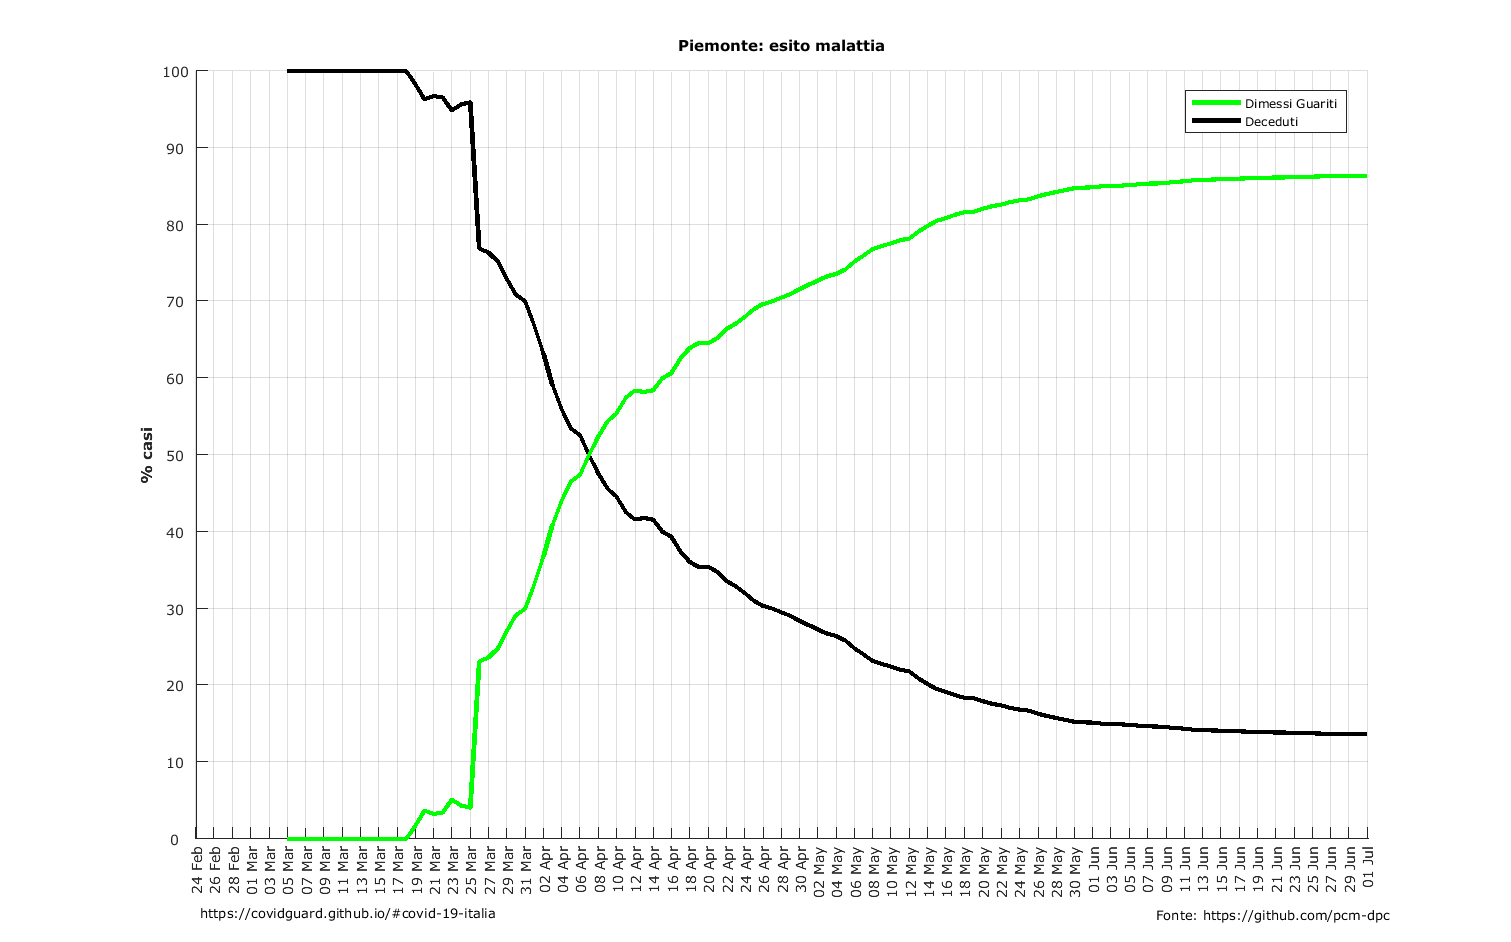 Piemonte: esito malattia
100
90
80
70
60
50
40
30
20
10
0
% casi
Dimessi Guariti
Deceduti
24 Feb
26 Feb
28 Feb
01 Mar
03 Mar
05 Mar
07 Mar
09 Mar
11 Mar
13 Mar
15 Mar
17 Mar
19 Mar
21 Mar
23 Mar
25 Mar
27 Mar
29 Mar
31 Mar
02 Apr
04 Apr
06 Apr
08 Apr
10 Apr
12 Apr
14 Apr
16 Apr
18 Apr
20 Apr
22 Apr
24 Apr
26 Apr
28 Apr
30 Apr
02 May
04 May
06 May
08 May
10 May
12 May
14 May
16 May
18 May
20 May
22 May
24 May
26 May
28 May
30 May
01 Jun
03 Jun
05 Jun
07 Jun
09 Jun
11 Jun
13 Jun
15 Jun
17 Jun
19 Jun
21 Jun
23 Jun
25 Jun
27 Jun
29 Jun
01 Jul
https://covidguard.github.io/#covid-19-italia
Fonte: https://github.com/pcm-dpc